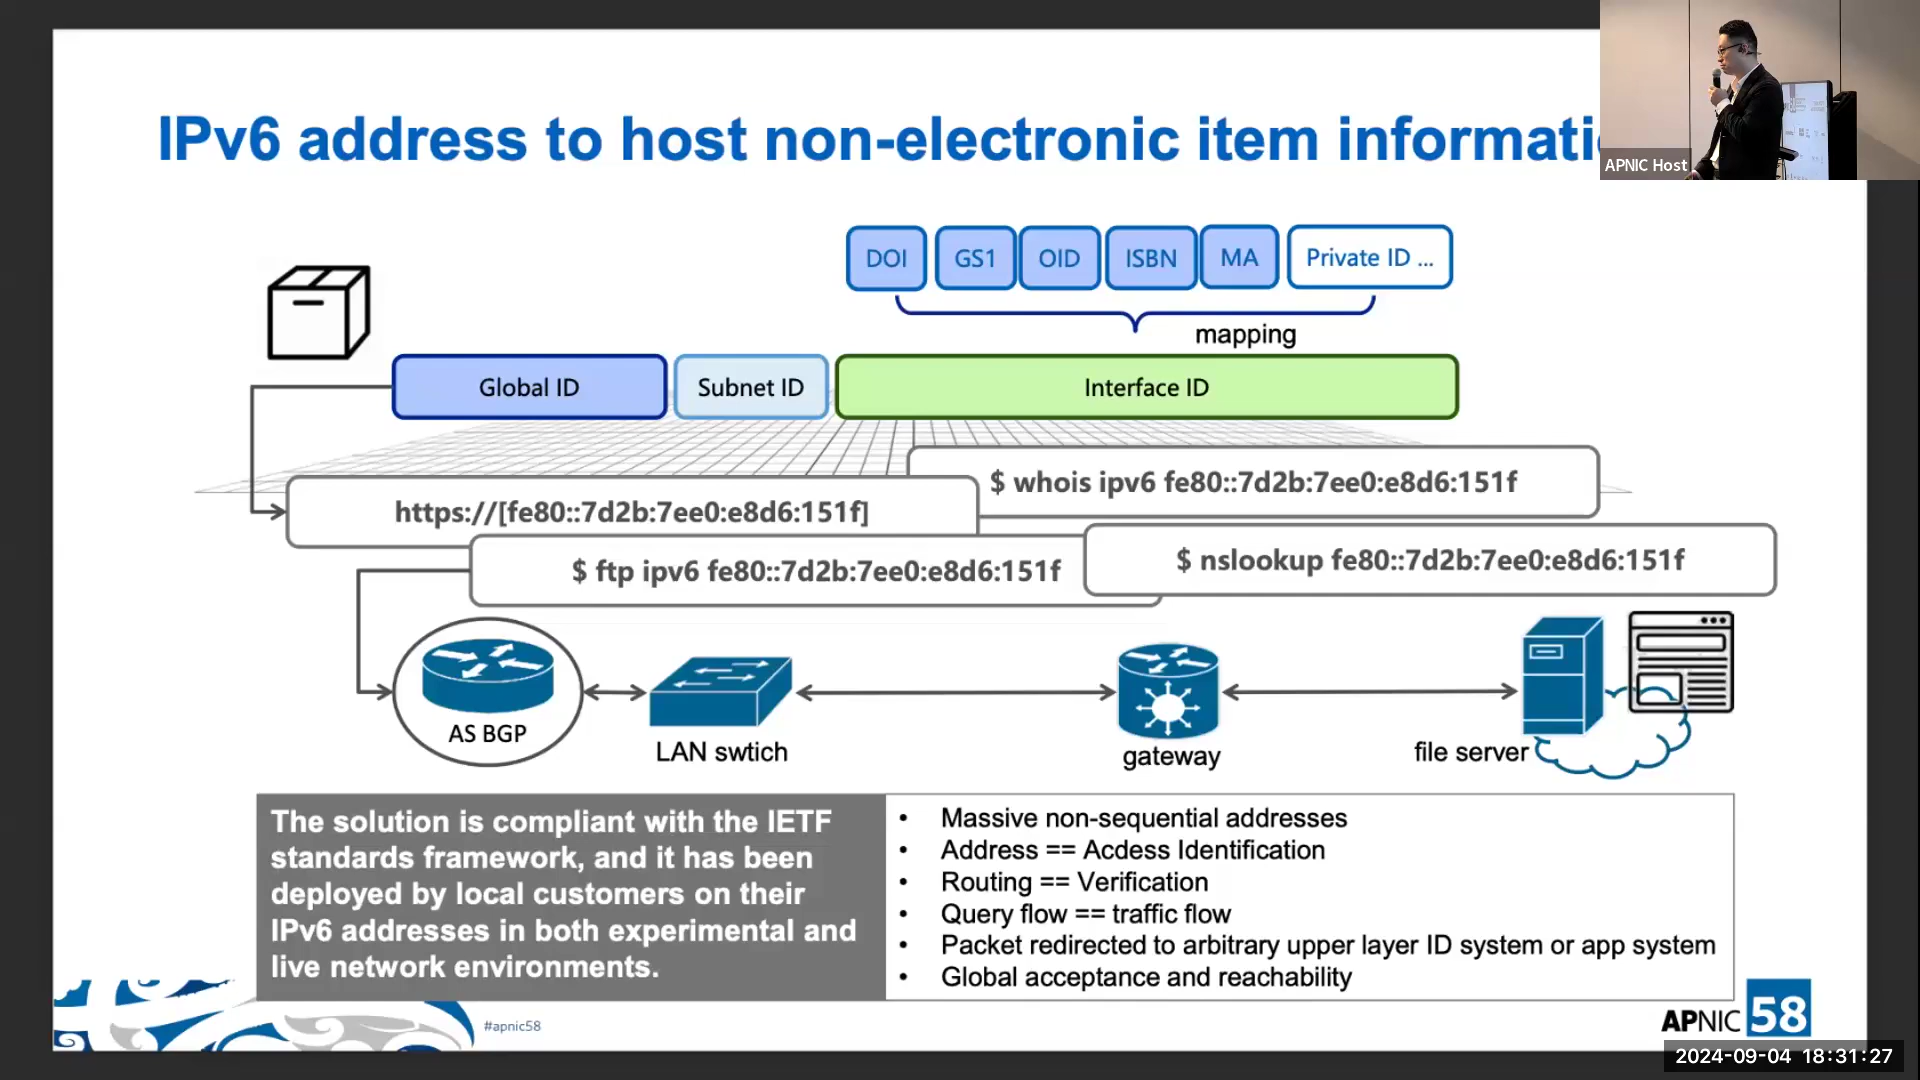 IPv6 address to host non-electronic item informati
APNIC Host
DOI
GS1
OID
ISBN
MA
Private ID ...
mapping
Global ID
Subnet ID
Interface ID
$ whois ipv6 fe80::7d2b:7ee0:e8d6:151f
https://[fe80::7d2b:7ee0:e8d6:151f]
$ nslookup fe80::7d2b:7ee0:e8d6:151f
$ ftp ipv6 fe80::7d2b:7ee0:e8d6:151f
AS BGP
LAN swtich
gateway
file server
The solution is compliant with the IETF
standards framework, and it has been
deployed by local customers on their
IPv6 addresses in both experimental and
live network environments.
• Massive non-sequential addresses
• Address == Acdess Identification
• Routing == Verification
• Query flow == traffic flow
• Packet redirected to arbitrary upper layer ID system or app system
• Global acceptance and reachability
#apnic58
APNIC 58
2024-09-04 18:31:27